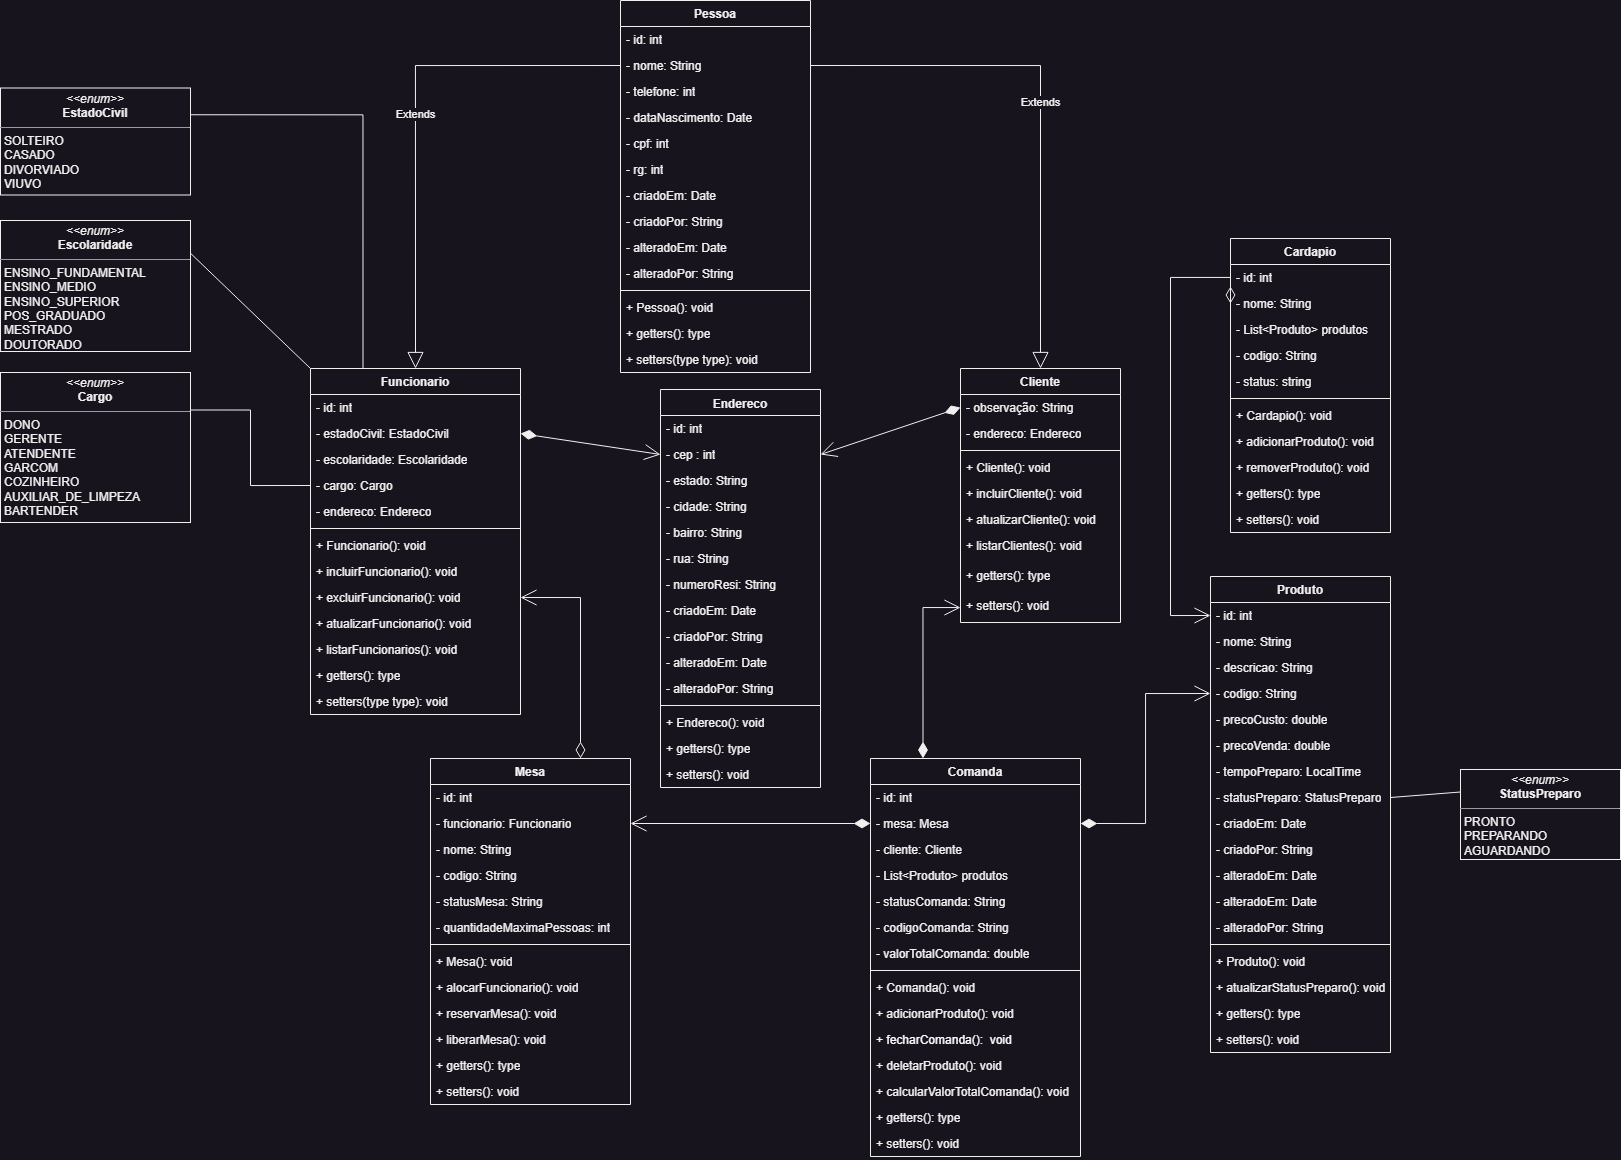 Pessoa
- id: int
- nome: String
- telefone: int
- dataNascimento: Date
- cpf: int
- rg: int
- criadoEm: Date
- criadoPor: String
- alteradoEm: Date
- alteradoPor: String
+ Pessoa(): void
+ getters(): type
+ setters(type type): void
Extends
Extends
<<enum>>
EstadoCivil
SOLTEIRO
CASADO
DIVORVIADO
VIUVO
<<enum>>
Escolaridade
ENSINO_FUNDAMENTAL
ENSINO_MEDIO
ENSINO_SUPERIOR
POS_GRADUADO
MESTRADO
DOUTORADO
<<enum>>
Cargo
DONO
GERENTE
ATENDENTE
GARCOM
COZINHEIRO
AUXILIAR_DE_LIMPEZA
BARTENDER
Funcionario
- id: int
- estadoCivil: EstadoCivil
- escolaridade: Escolaridade
- cargo: Cargo
- endereco: Endereco
+ Funcionario(): void
+ incluirFuncionario(): void
+ excluirFuncionario(): void
+ atualizarFuncionario(): void
+ listarFuncionarios(): void
+ getters(): type
+ setters(type type): void
Endereco
- id: int
- cep : int
- estado: String
- cidade: String
- bairro: String
- rua: String
- numeroResi: String
- criadoEm: Date
- criadoPor: String
- alteradoEm: Date
- alteradoPor: String
+ Endereco(): void
+ getters(): type
+ setters(): void
Cliente
- observação: String
- endereco: Endereco
+ Cliente(): void
+ incluirCliente(): void
+ atualizarCliente(): void
+ listarClientes(): void
+ getters(): type
+ setters(): void
Cardapio
- id: int
- nome: String
- List<Produto> produtos
- codigo: String
- status: string
+ Cardapio(): void
+ adicionarProduto(): void
+ removerProduto(): void
+ getters(): type
+ setters(): void
Produto
- id: int
- nome: String
- descricao: String
- codigo: String
- precoCusto: double
- precoVenda: double
- tempoPreparo: LocalTime
- statusPreparo: StatusPreparo
- criadoEm: Date
- criadoPor: String
- alteradoEm: Date
- alteradoEm: Date
- alteradoPor: String
+ Produto(): void
+ atualizarStatusPreparo(): void
+ getters(): type
+ setters(): void
<<enum>>
StatusPreparo
PRONTO
PREPARANDO
AGUARDANDO
Mesa
- id: int
- funcionario: Funcionario
- nome: String
- codigo: String
- statusMesa: String
- quantidadeMaximaPessoas: int
+ Mesa(): void
+ alocarFuncionario(): void
+ reservarMesa(): void
+ liberarMesa(): void
+ getters(): type
+ setters(): void
Comanda
- id: int
- mesa: Mesa
- cliente: Cliente
- List<Produto> produtos
- statusComanda: String
- codigoComanda: String
- valorTotalComanda: double
+ Comanda(): void
+ adicionarProduto(): void
+ fecharComanda():  void
+ deletarProduto(): void
+ calcularValorTotalComanda(): void
+ getters(): type
+ setters(): void